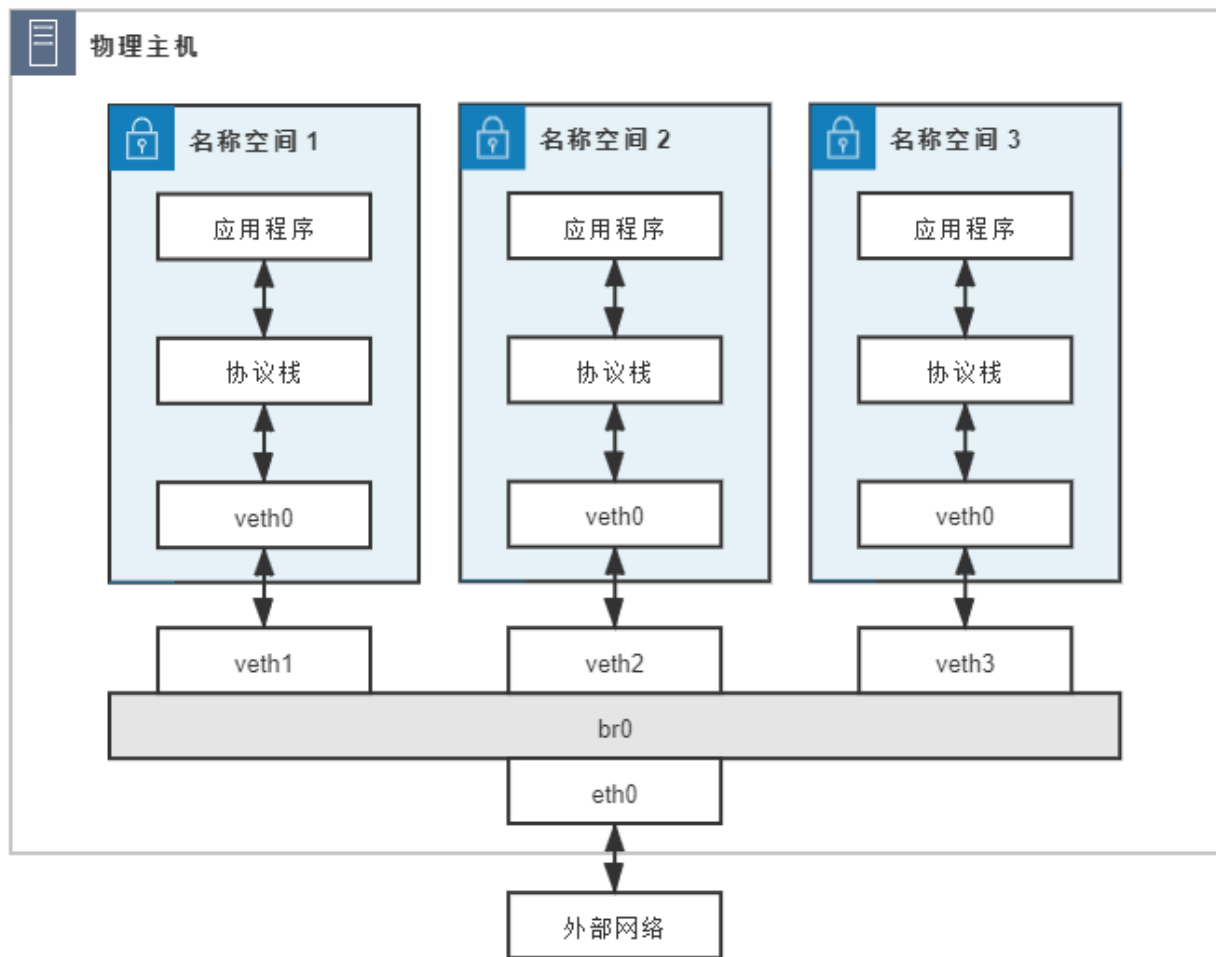 物理主机
名称空间 1
名称空间 2
名称空间 3
应用程序
应用程序
应用程序
协议栈
协议栈
协议栈
veth0
veth0
veth0
veth1
veth2
veth3
br0
eth0
外部网络